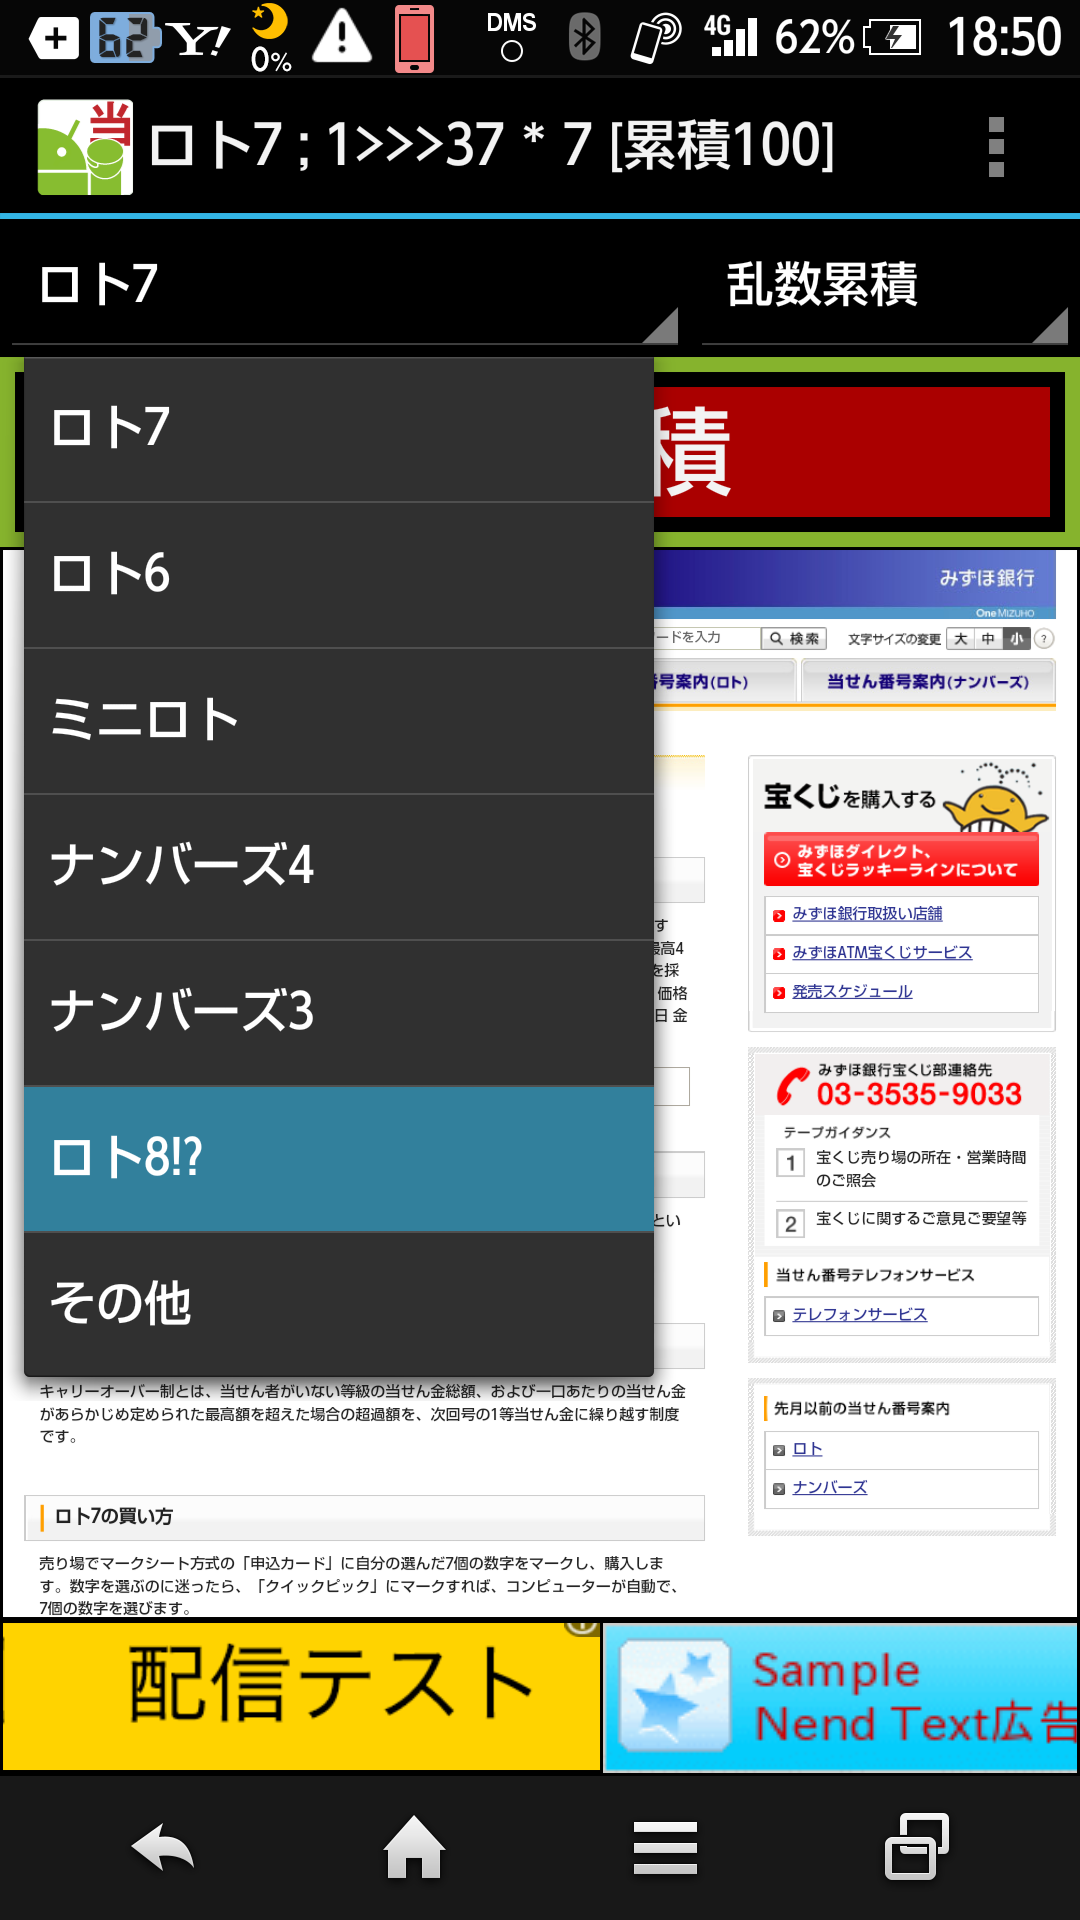 62 Y! 0% DMS 4G 62% 18:50
当
ロト7 ; 1>>>37 * 7 [累積100]
ロト7
乱数累積
積
ロト7
ロト6
ミニロト
ナンバーズ4
ナンバーズ3
ロト8!?
その他
みずほ銀行
One MIZUHO
ードを入力
検索
文字サイズの変更 大 中 小 ?
号案内(ロト)
当せん番号案内(ナンバーズ)
す
最高4
を採
価格
日 金
とい
宝くじを購入する
みずほダイレクト、
宝くじラッキーラインについて
みずほ銀行取扱い店舗
みずほATM宝くじサービス
発売スケジュール
みずほ銀行宝くじ部連絡先
03-3535-9033
テープガイダンス
1 宝くじ売り場の所在・営業時間
のご照会
2 宝くじに関するご意見ご要望等
当せん番号テレフォンサービス
テレフォンサービス
先月以前の当せん番号案内
ロト
ナンバーズ
キャリーオーバー制とは、当せん者がいない等級の当せん金総額、および一口あたりの当せん金
があらかじめ定められた最高額を超えた場合の超過額を、次回号の1等当せん金に繰り越す制度
です。
ロト7の買い方
売り場でマークシート方式の「申込カード」に自分の選んだ7個の数字をマークし、購入しま
す。数字を選ぶのに迷ったら、「クイックピック」にマークすれば、コンピューターが自動で、
7個の数字を選びます。
配信テスト
Sample
Nend Text広告